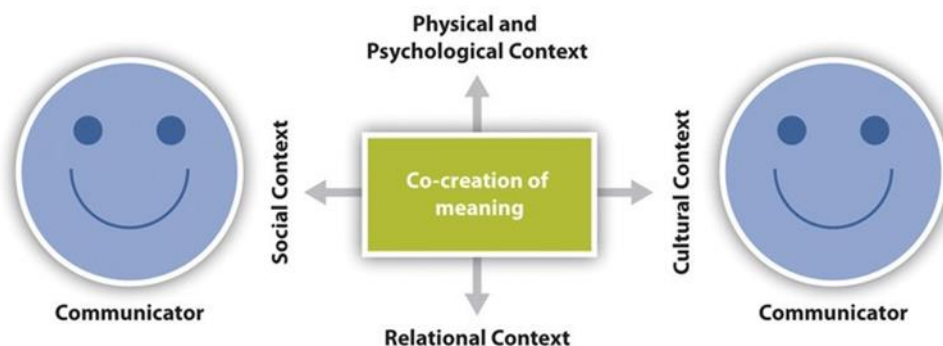 Physical and
Psychological Context
Social Context
Co-creation of
meaning
Cultural Context
Communicator
Relational Context
Communicator